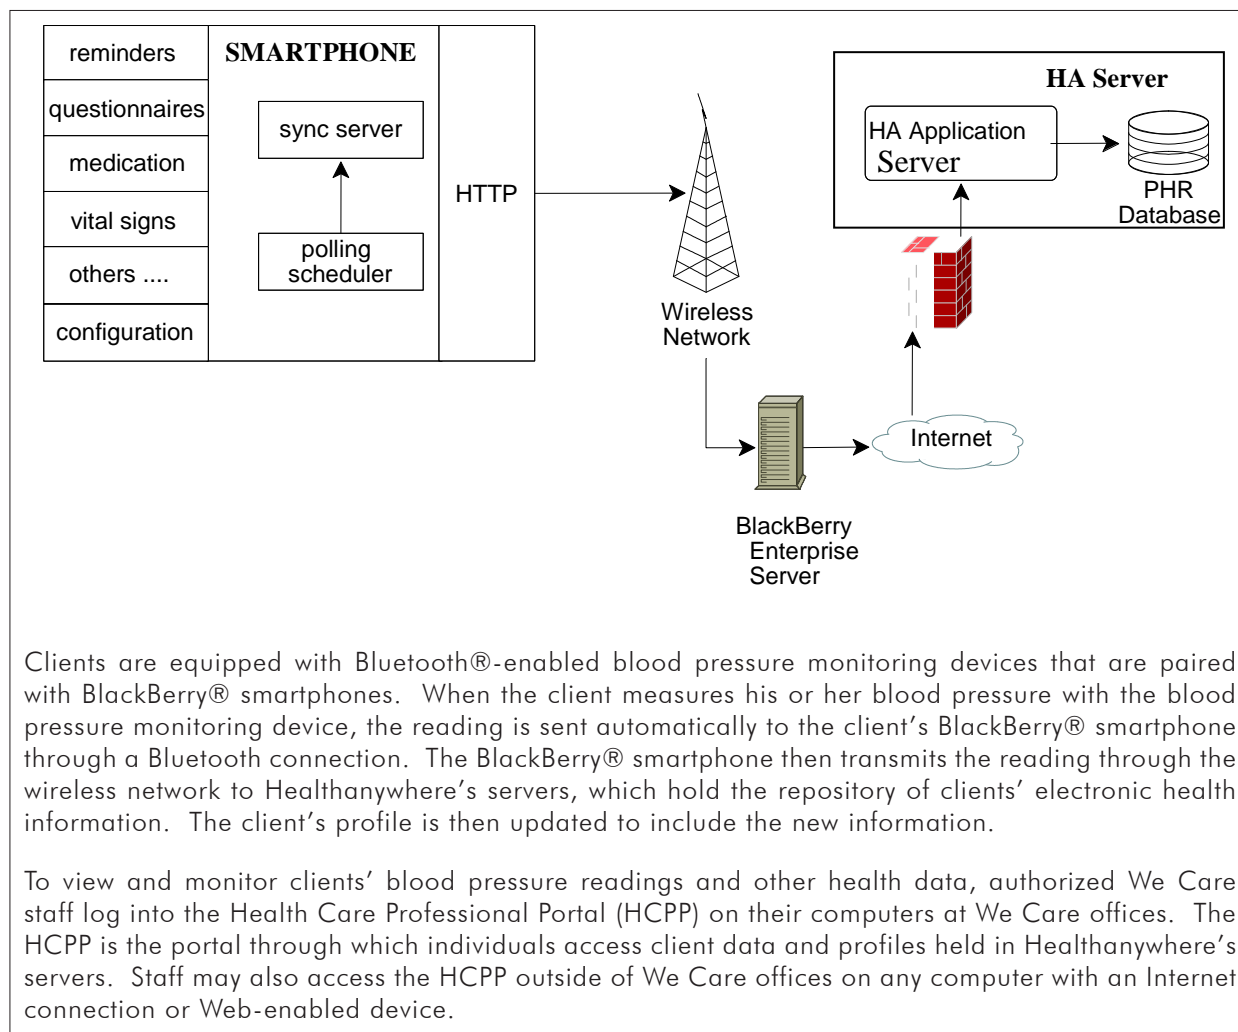 reminders
questionnaires
medication
vital signs
others ....
configuration
SMARTPHONE
sync server
polling
scheduler
HTTP
Wireless
Network
BlackBerry
Enterprise
Server
Internet
HA Server
HA Application
Server
PHR
Database
Clients are equipped with Bluetooth®-enabled blood pressure monitoring devices that are paired
with BlackBerry® smartphones. When the client measures his or her blood pressure with the blood
pressure monitoring device, the reading is sent automatically to the client’s BlackBerry® smartphone
through a Bluetooth connection. The BlackBerry® smartphone then transmits the reading through the
wireless network to Healthanywhere’s servers, which hold the repository of clients’ electronic health
information. The client’s profile is then updated to include the new information.
To view and monitor clients’ blood pressure readings and other health data, authorized We Care
staff log into the Health Care Professional Portal (HCPP) on their computers at We Care offices. The
HCPP is the portal through which individuals access client data and profiles held in Healthanywhere’s
servers. Staff may also access the HCPP outside of We Care offices on any computer with an Internet
connection or Web-enabled device.